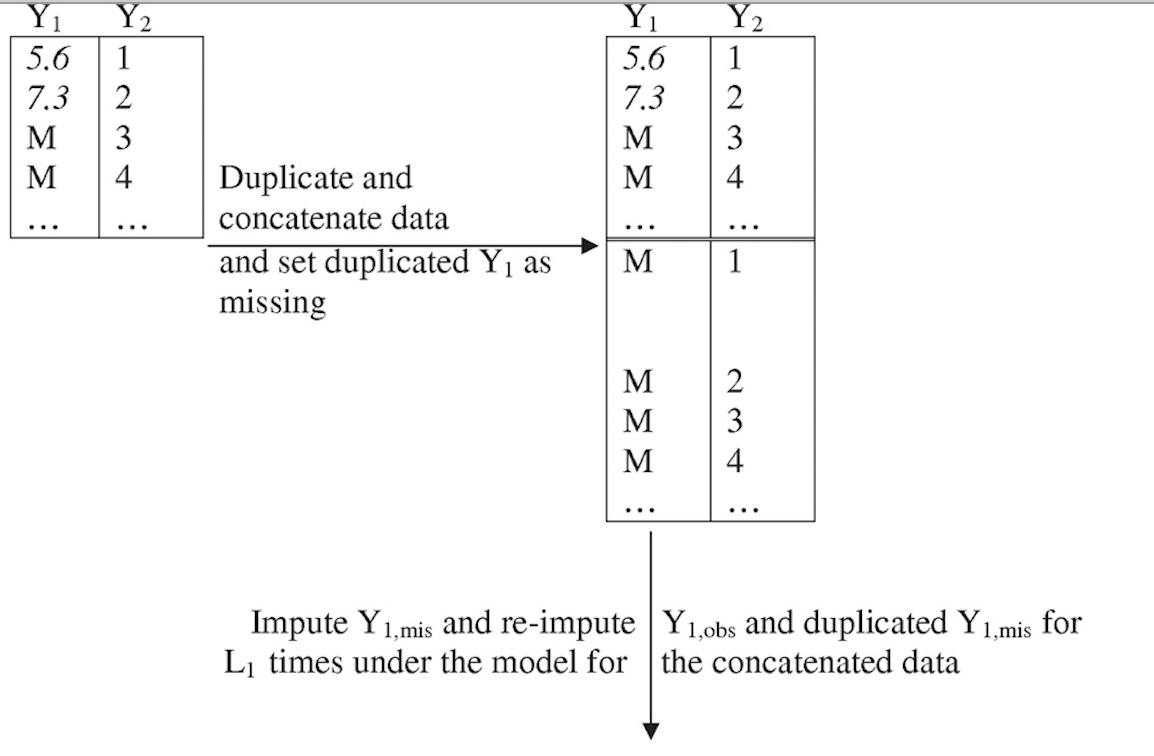 Y1 Y2
5.6 1
7.3 2
M 3
M 4
... ...
Duplicate and
concatenate data
and set duplicated Y1 as
missing
Y1 Y2
5.6 1
7.3 2
M 3
M 4
... ...
M 1
M 2
M 3
M 4
... ...
Impute Y1,mis and re-impute Y1,obs and duplicated Y1,mis for
L1 times under the model for the concatenated data